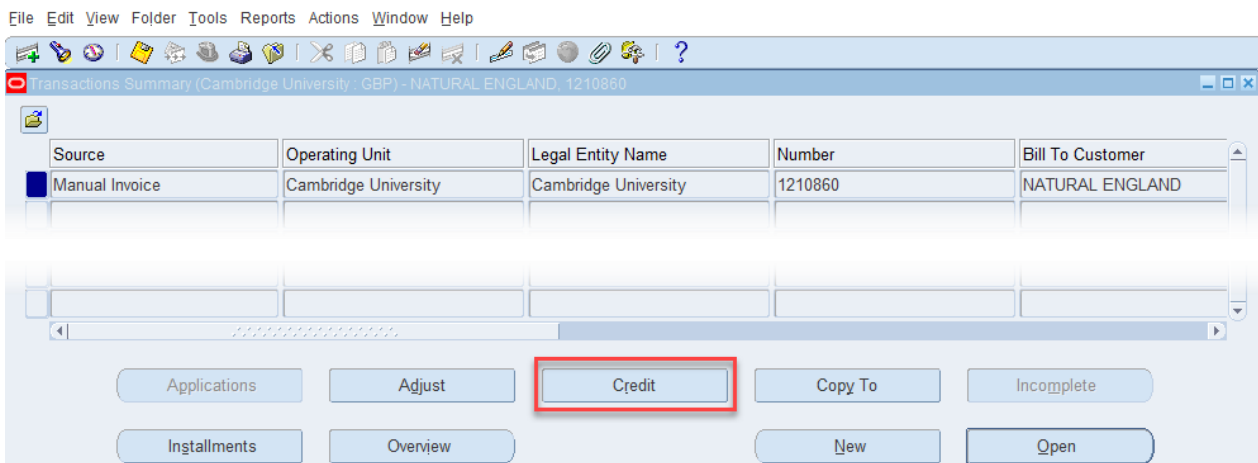 File Edit View Folder Tools Reports Actions Window Help
Transactions Summary (Cambridge University : GBP) - NATURAL ENGLAND, 1210860
Source Operating Unit Legal Entity Name Number Bill To Customer
Manual Invoice Cambridge University Cambridge University 1210860 NATURAL ENGLAND
Applications Adjust Credit Copy To Incomplete
Installments Overview New Open